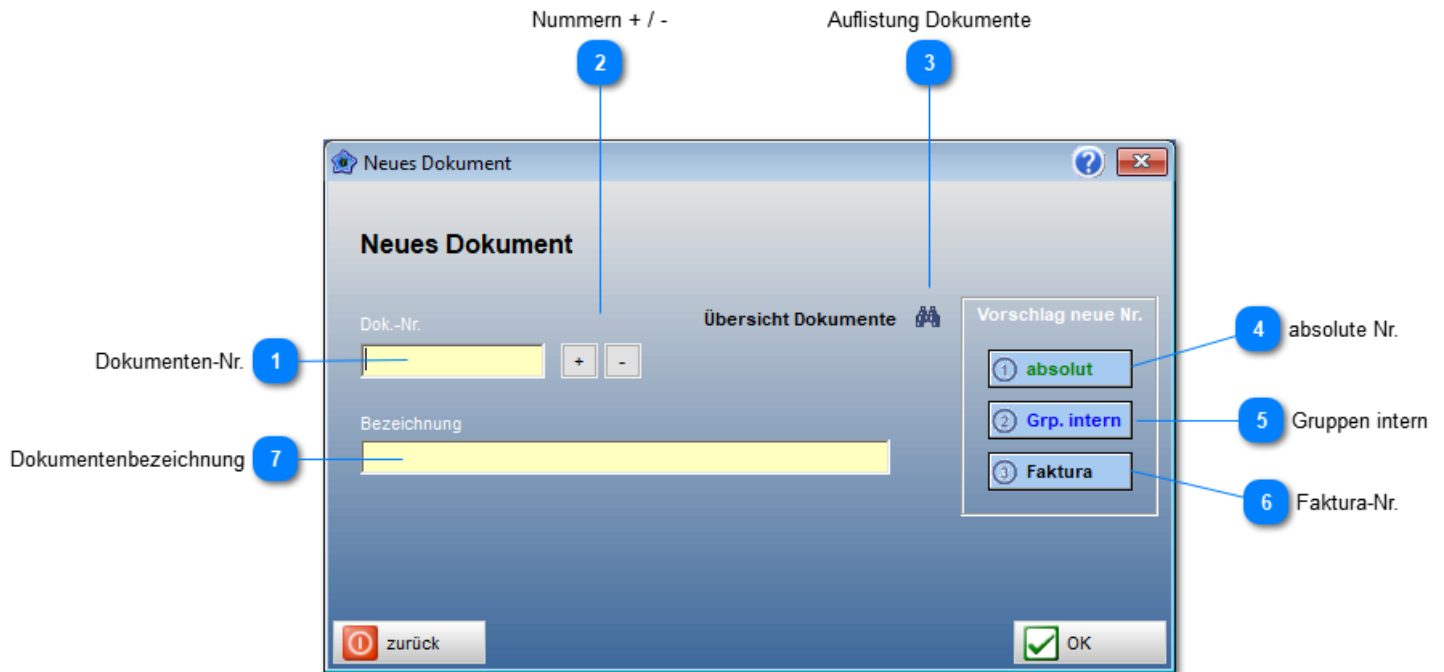 Nummern + / -
Auflistung Dokumente
2
3
Neues Dokument
?
Neues Dokument
Dok.-Nr.
Übersicht Dokumente
Vorschlag neue Nr.
Dokumenten-Nr.
1
+
-
1 absolut
4
absolute Nr.
2 Grp. intern
5
Gruppen intern
Bezeichnung
Dokumentenbezeichnung
7
3 Faktura
6
Faktura-Nr.
zurück
OK